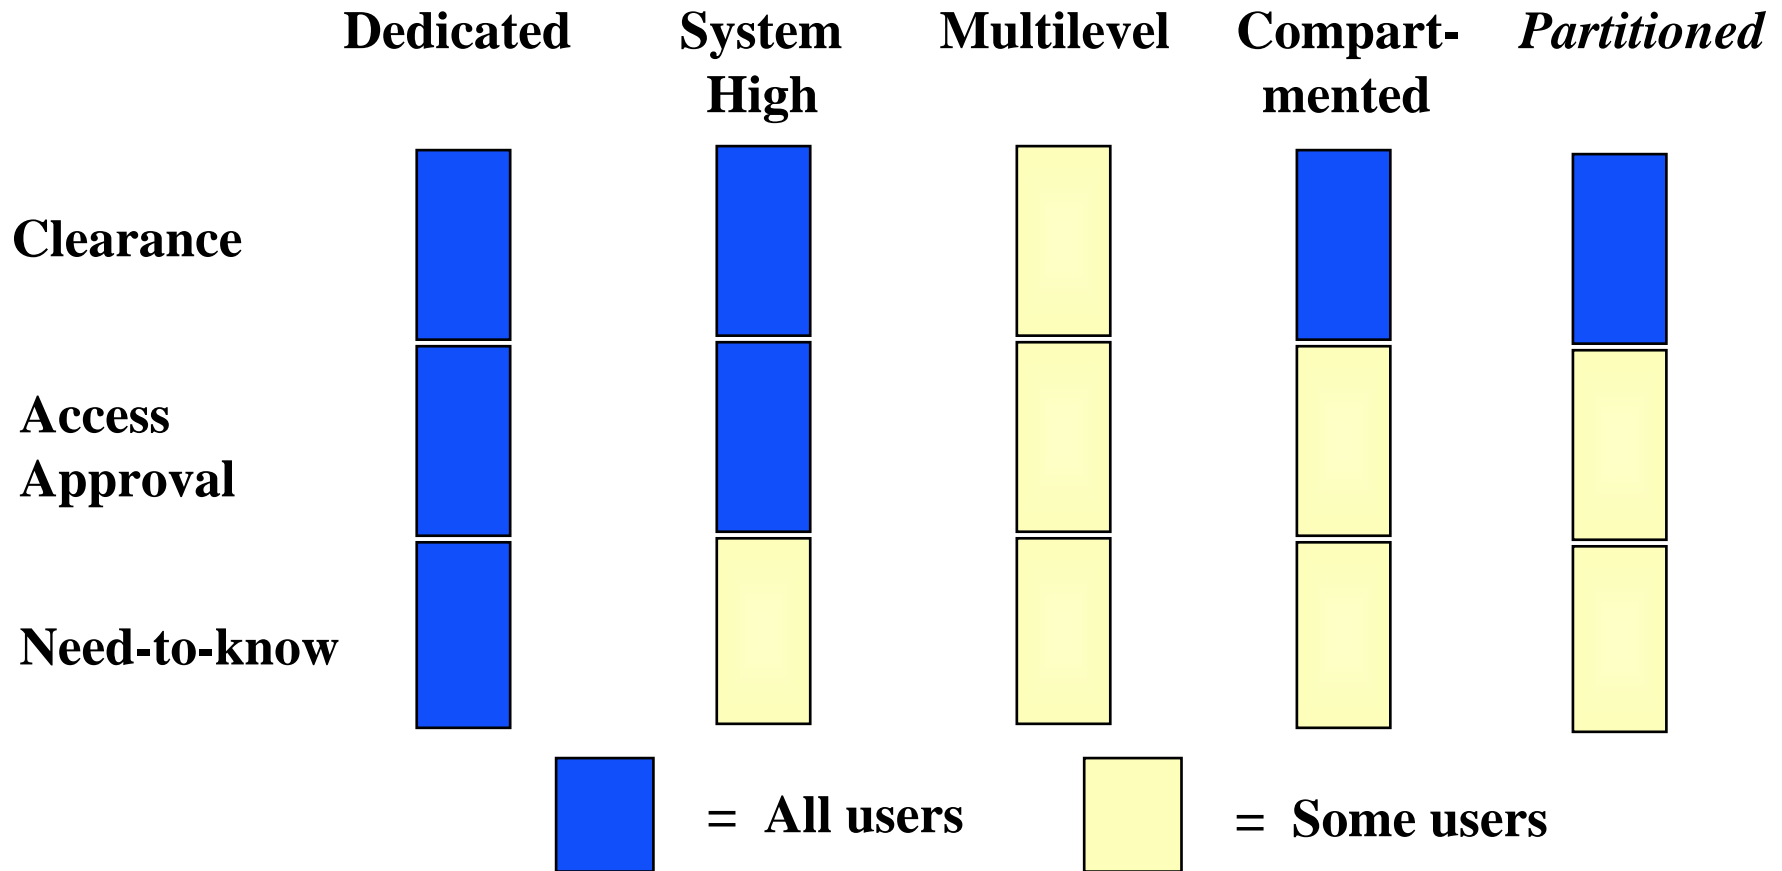 Dedicated
System
High
Multilevel
Compart-
mented
Partitioned
Clearance
Access
Approval
Need-to-know
= All users
= Some users